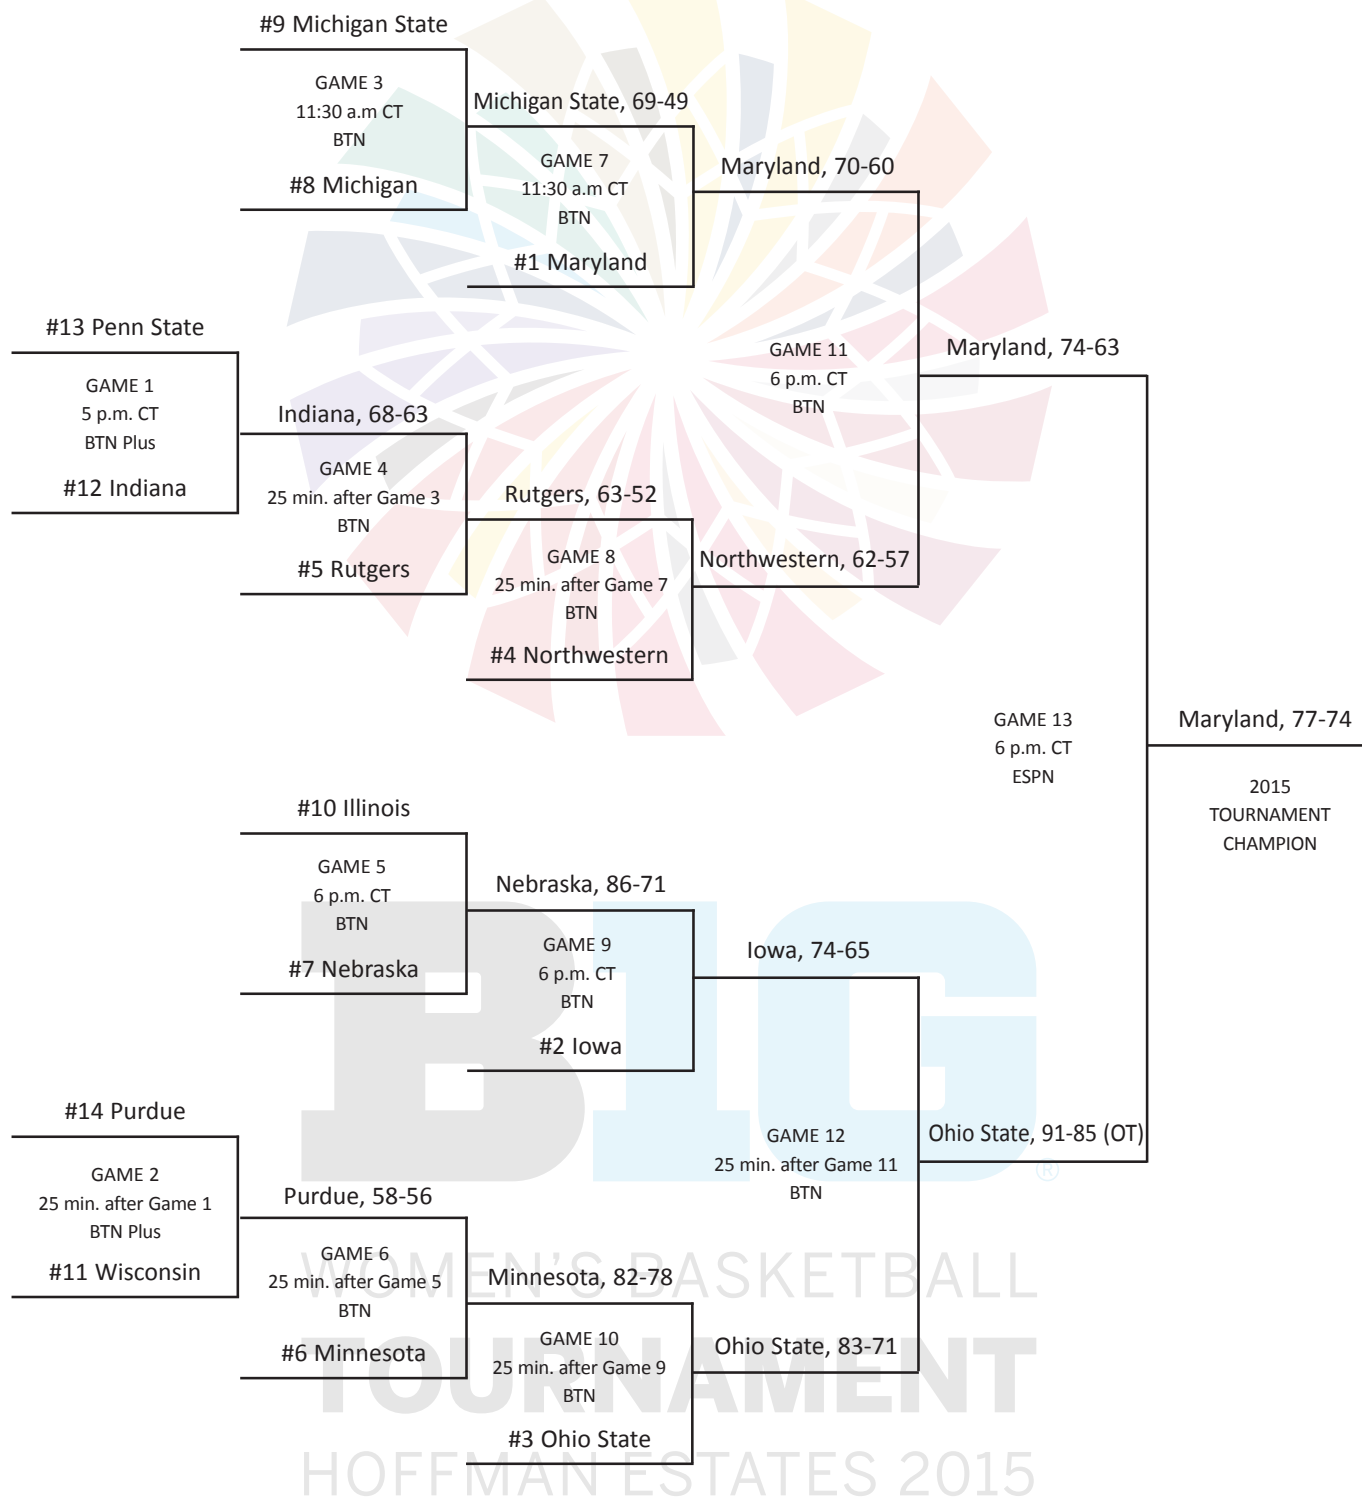 #9 Michigan State
GAME 3
11:30 a.m CT
BTN
#8 Michigan
Michigan State, 69-49
GAME 7
11:30 a.m CT
BTN
#1 Maryland
Maryland, 70-60
#13 Penn State
GAME 1
5 p.m. CT
BTN Plus
#12 Indiana
Indiana, 68-63
GAME 4
25 min. after Game 3
BTN
#5 Rutgers
Rutgers, 63-52
GAME 8
25 min. after Game 7
BTN
#4 Northwestern
Northwestern, 62-57
GAME 11
6 p.m. CT
BTN
Maryland, 74-63
GAME 13
6 p.m. CT
ESPN
Maryland, 77-74
2015
TOURNAMENT
CHAMPION
#10 Illinois
GAME 5
6 p.m. CT
BTN
#7 Nebraska
Nebraska, 86-71
GAME 9
6 p.m. CT
BTN
#2 Iowa
Iowa, 74-65
#14 Purdue
GAME 2
25 min. after Game 1
BTN Plus
#11 Wisconsin
Purdue, 58-56
GAME 6
25 min. after Game 5
BTN
#6 Minnesota
Minnesota, 82-78
GAME 10
25 min. after Game 9
BTN
#3 Ohio State
Ohio State, 83-71
GAME 12
25 min. after Game 11
BTN
Ohio State, 91-85 (OT)
B1G
®
WOMEN'S BASKETBALL
TOURNAMENT
HOFFMAN ESTATES 2015